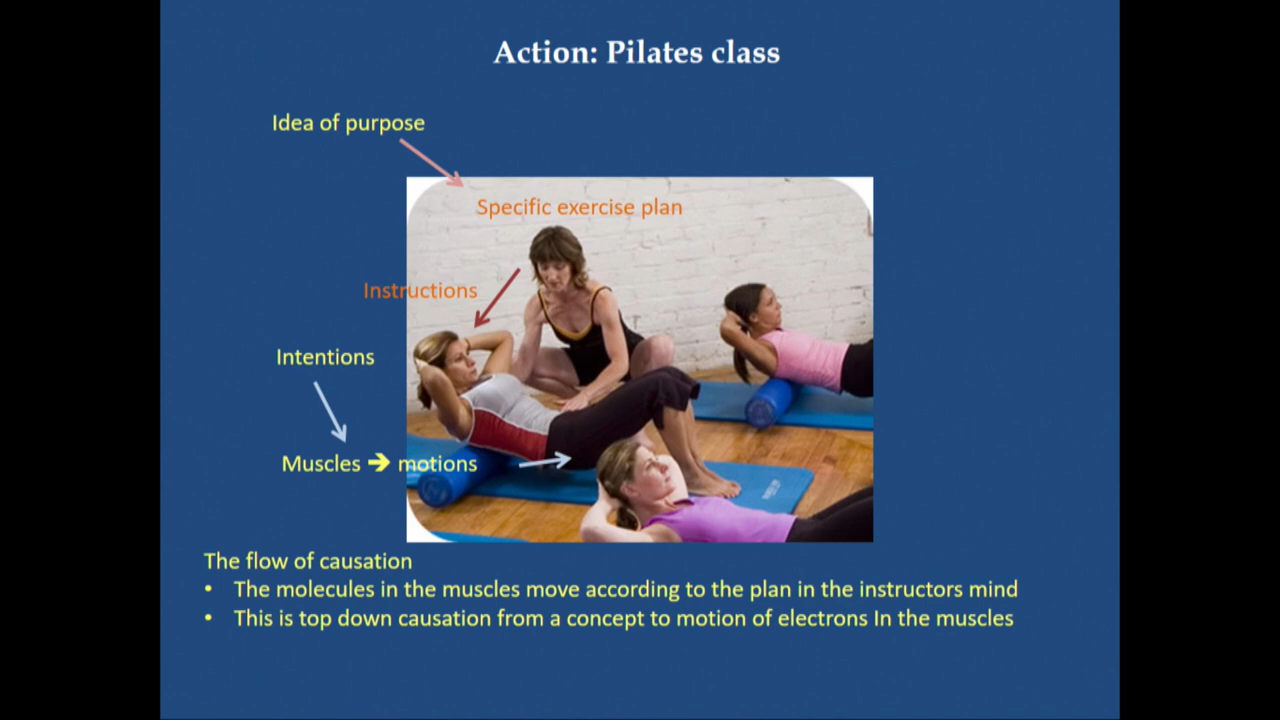 Action: Pilates class
Idea of purpose
Specific exercise plan
Instructions
Intentions
Muscles ➔ motions
The flow of causation
• The molecules in the muscles move according to the plan in the instructors mind
• This is top down causation from a concept to motion of electrons In the muscles